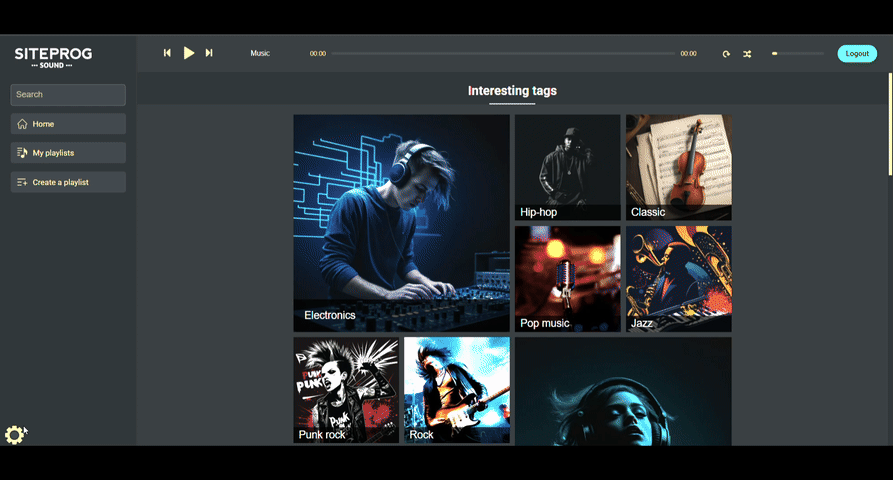 SITEPROG
••• SOUND •••
Search
Home
My playlists
Create a playlist
Music
00:00
00:00
Logout
Interesting tags
Electronics
Hip-hop
Classic
Pop music
Jazz
PUNK
PUNK
Punk rock
Rock